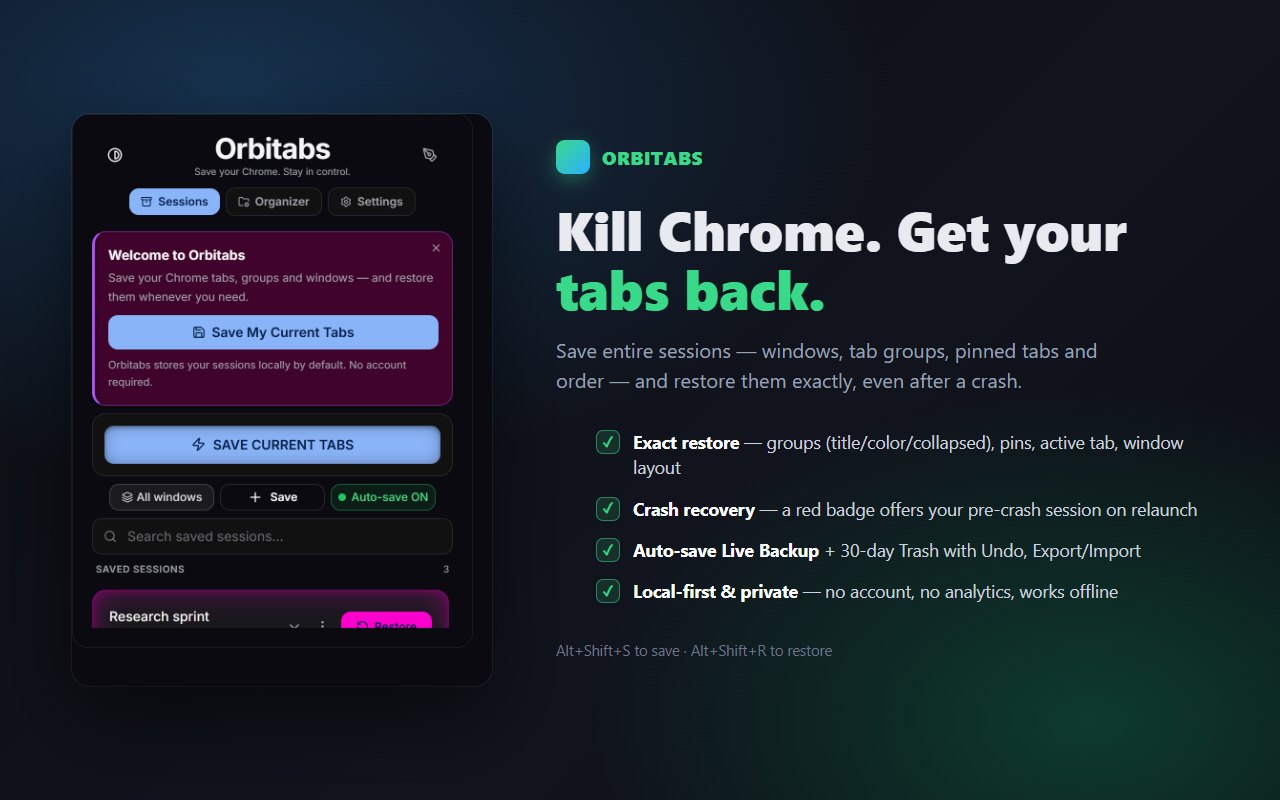 Orbitabs
Save your Chrome. Stay in control.
Sessions
Organizer
Settings
Welcome to Orbitabs
Save your Chrome tabs, groups and windows — and restore
them whenever you need.
Save My Current Tabs
Orbitabs stores your sessions locally by default. No account
required.
SAVE CURRENT TABS
All windows
Save
Auto-save ON
Search saved sessions...
SAVED SESSIONS
3
Research sprint
Restore
ORBITABS
Kill Chrome. Get your
tabs back.
Save entire sessions — windows, tab groups, pinned tabs and
order — and restore them exactly, even after a crash.
Exact restore — groups (title/color/collapsed), pins, active tab, window
layout
Crash recovery — a red badge offers your pre-crash session on relaunch
Auto-save Live Backup + 30-day Trash with Undo, Export/Import
Local-first & private — no account, no analytics, works offline
Alt+Shift+S to save · Alt+Shift+R to restore